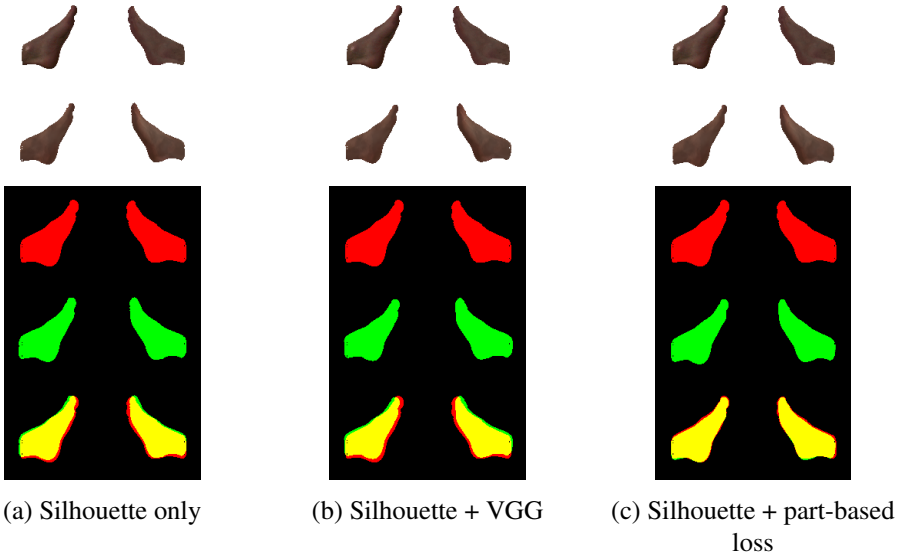 (a) Silhouette only
(b) Silhouette + VGG
(c) Silhouette + part-based
loss